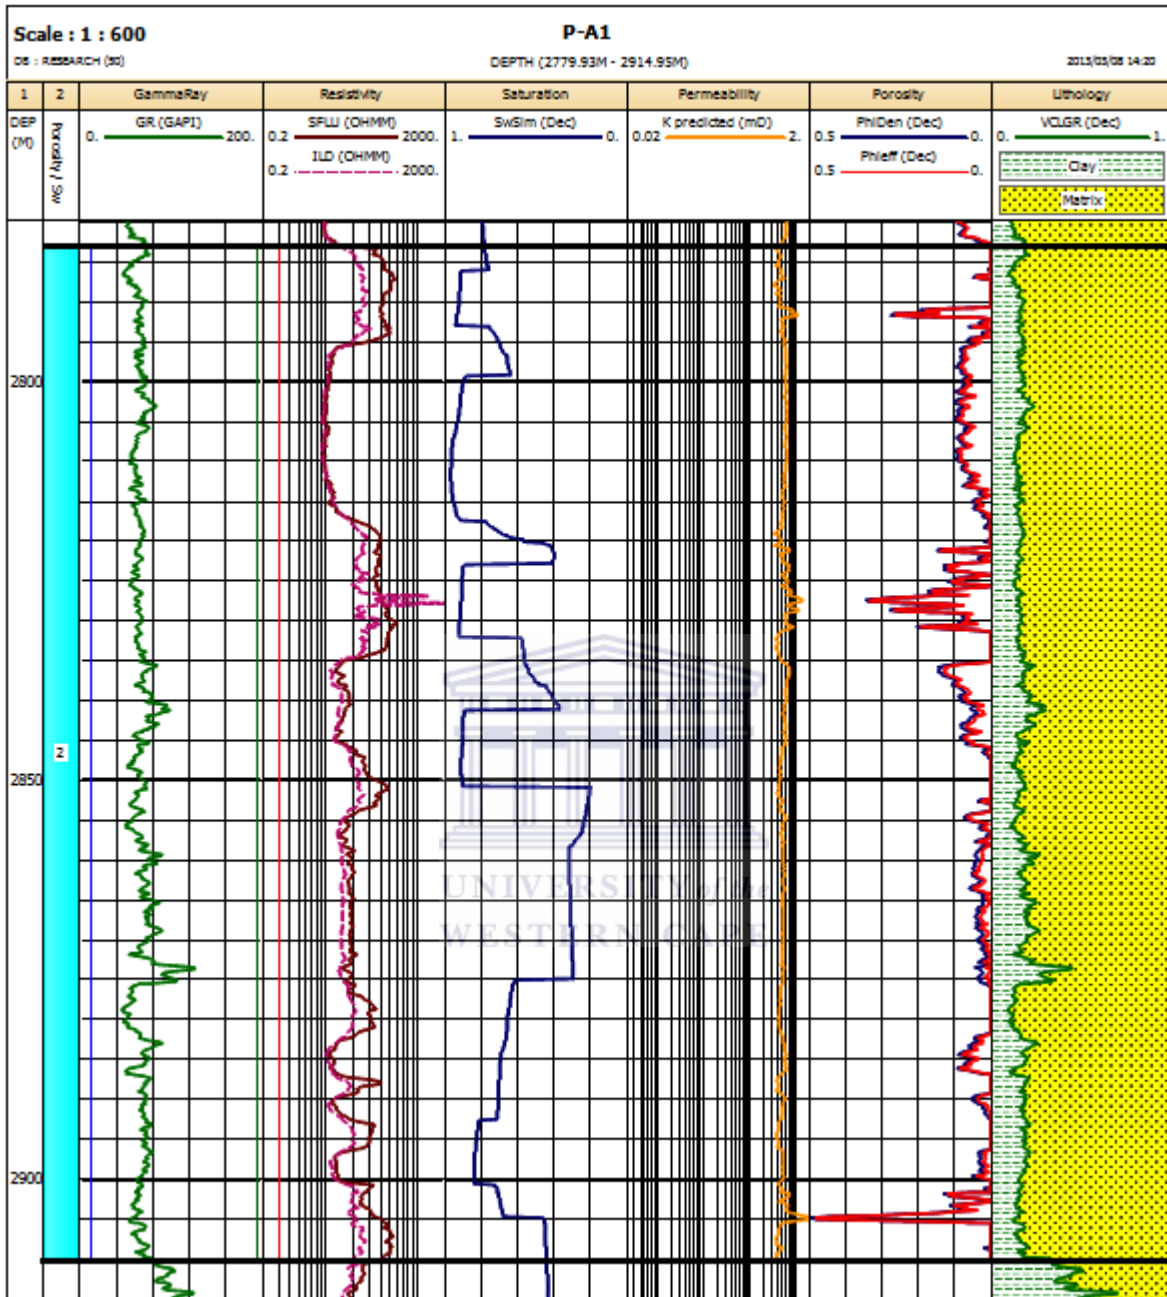 Scale : 1 : 600
P-A1
DB : RESEARCH (30)
DEPTH (2779.93M - 2914.95M)
2013/03/08 14:20
1 2 GammaRay Resistivity Saturation Permeability Porosity Lithology
DEP (M)
Porosity / Sw
0. GR (GAPI) 200.
0.2 SFLU (OHMM) 2000.
0.2 ILD (OHMM) 2000.
1. SwSim (Dec) 0.
0.02 K predicted (mD) 2.
0.5 PhiDen (Dec) 0.
0.5 Phieff (Dec) 0.
0. VCLGR (Dec) 1.
Clay
Matrix
2800
2
2850
2900
UNIVERSITY of the
WESTERN CAPE